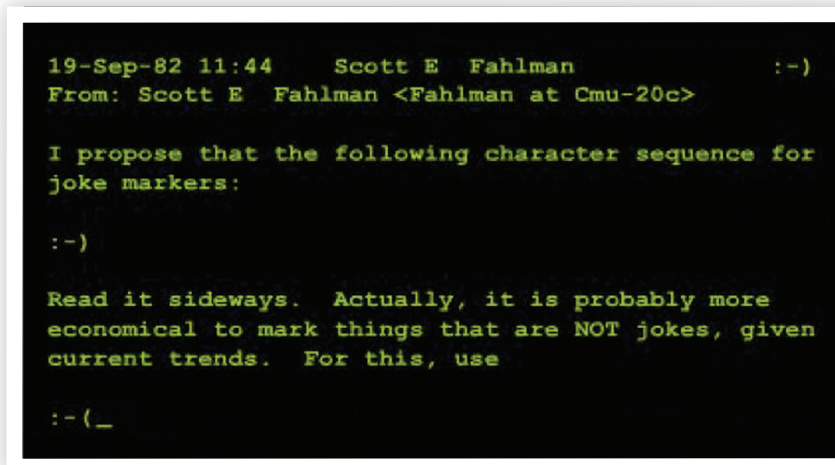 19-Sep-82 11:44    Scott E  Fahlman             :-)
From: Scott E  Fahlman <Fahlman at Cmu-20c>
I propose that the following character sequence for
joke markers:
:-)
Read it sideways.  Actually, it is probably more
economical to mark things that are NOT jokes, given
current trends.  For this, use
:-(_